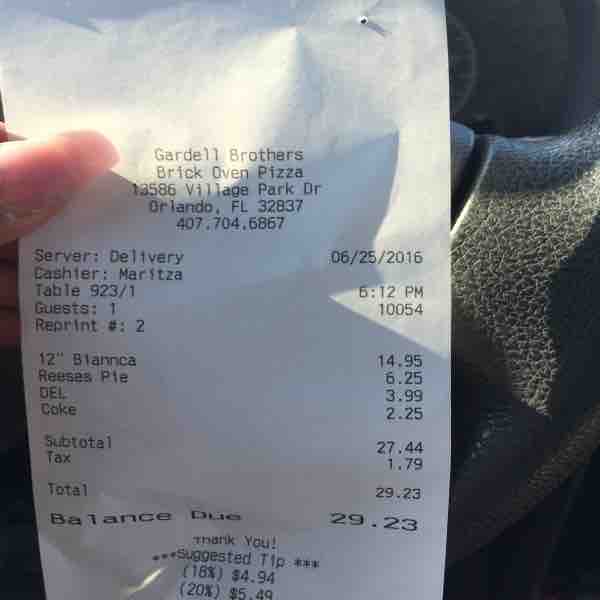 Gardell Brothers
Brick Oven Pizza
13586 Village Park Dr
Orlando, FL 32837
407.704.6867
Server: Delivery 06/25/2016
Cashier: Maritza
Table 923/1 6:12 PM
Guests: 1 10054
Reprint #: 2
12" Biannca 14.95
Reeses Pie 6.25
DEL 3.99
Coke 2.25
Subtotal 27.44
Tax 1.79
Total 29.23
Balance Due 29.23
Thank You!
***Suggested Tip ***
(18%) $4.94
(20%) $5.49